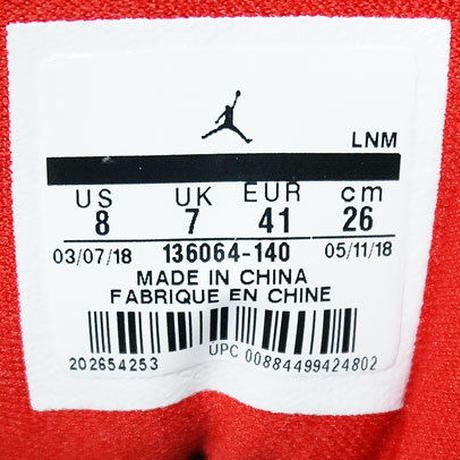 LNM
US UK EUR cm
8 7 41 26
03/07/18 136064-140 05/11/18
MADE IN CHINA
FABRIQUE EN CHINE
202654253 UPC 00884499424802